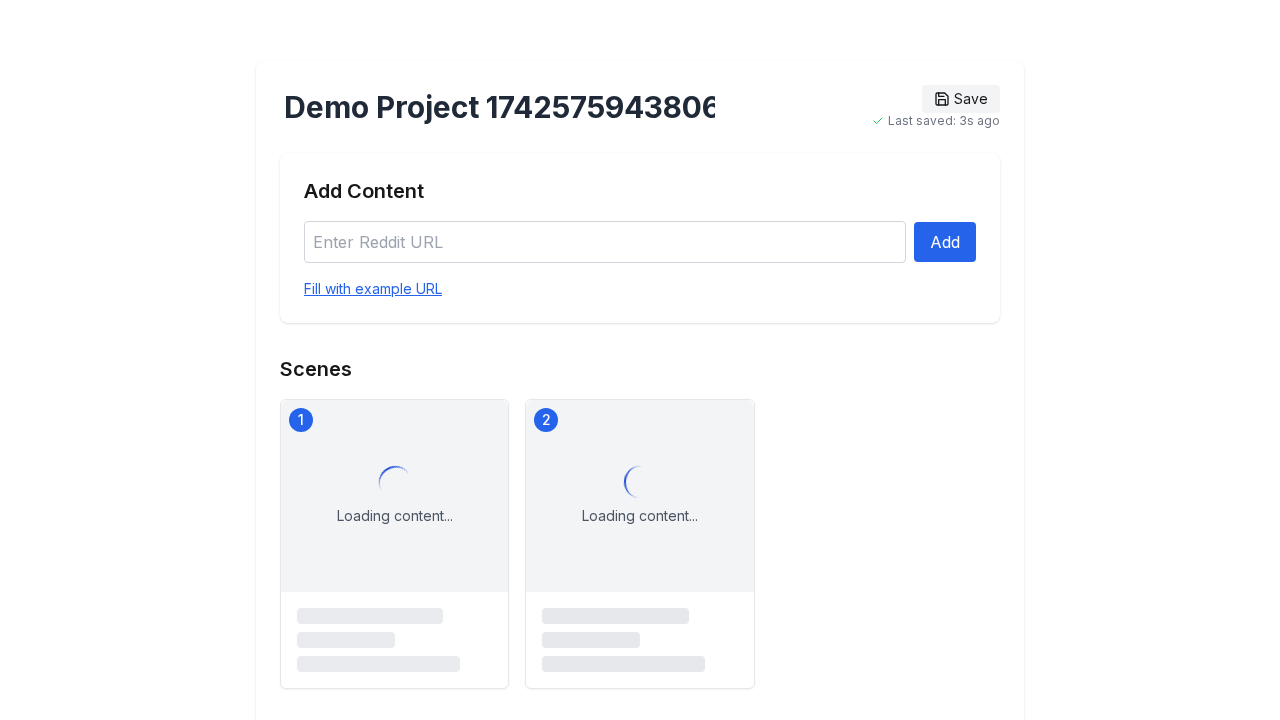 Demo Project 1742575943806
Save
Last saved: 3s ago
Add Content
Enter Reddit URL
Add
Fill with example URL
Scenes
1
2
Loading content...
Loading content...